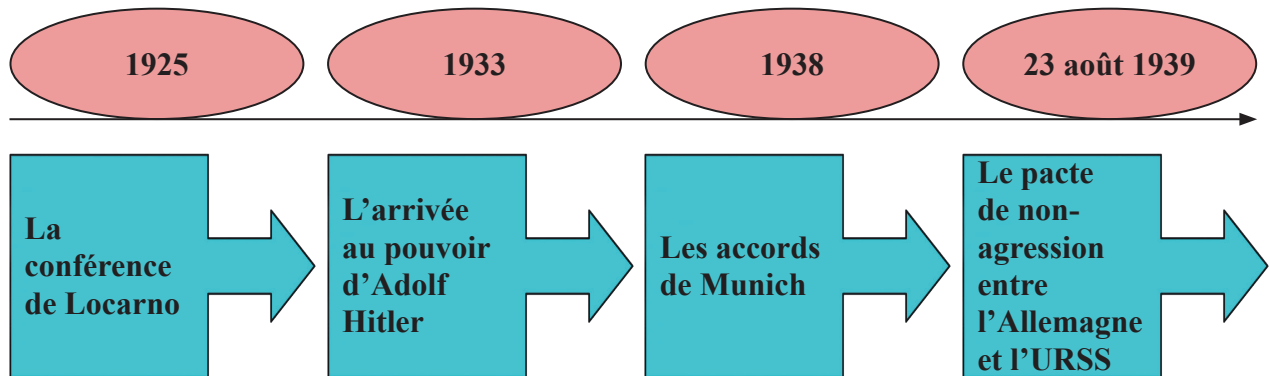 1925
1933
1938
23 août 1939
La
conférence
de Locarno
L’arrivée
au pouvoir
d’Adolf
Hitler
Les accords
de Munich
Le pacte
de non-
agression
entre
l’Allemagne
et l’URSS